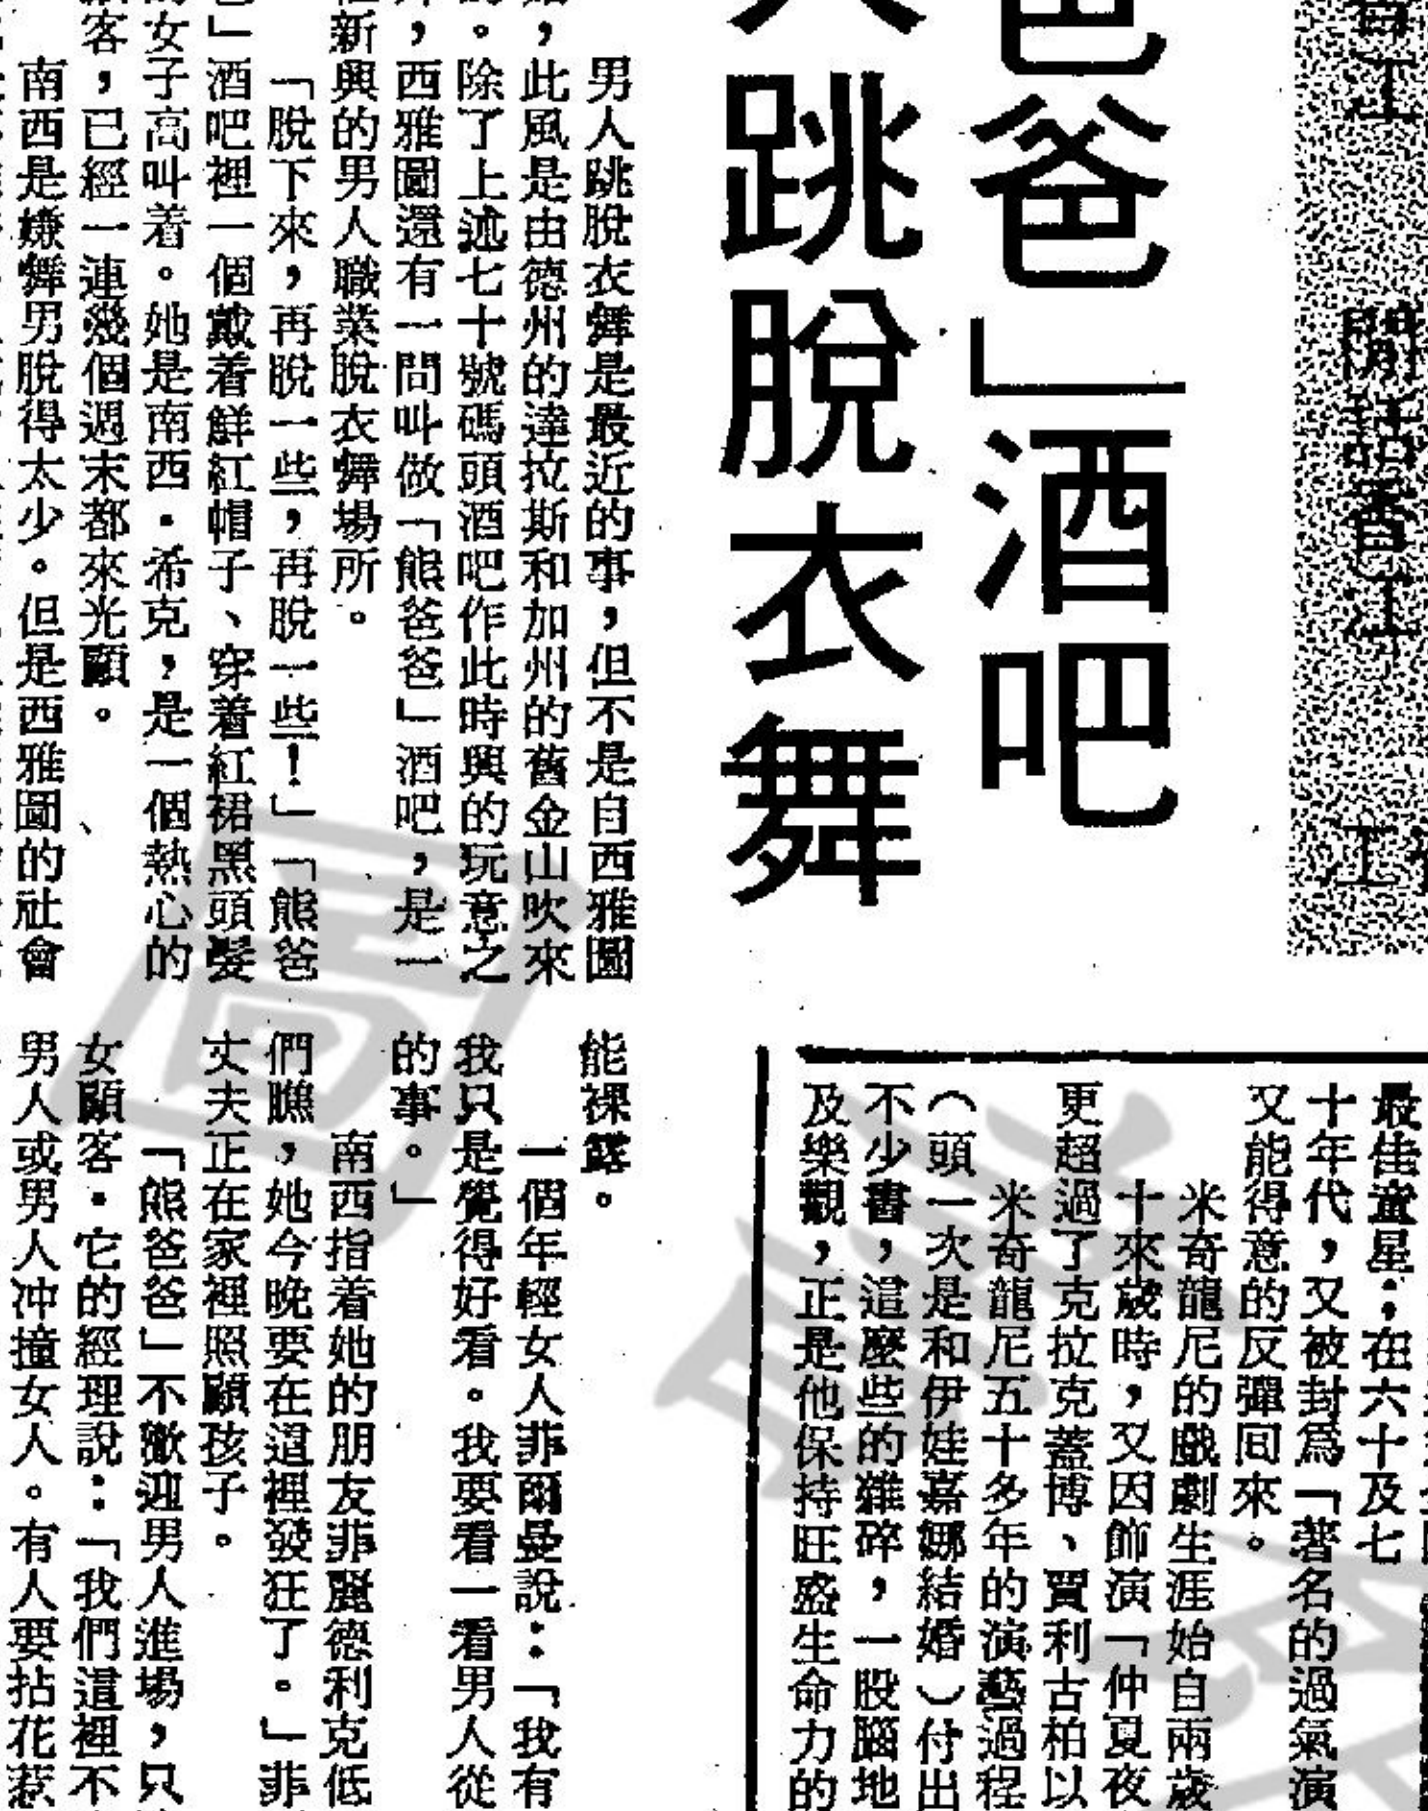 爸爸」酒吧
跳脫衣舞
閒話香江
男人跳脫衣舞是最近的事，但不是自西雅圖
，此風是由德州的達拉斯和加州的舊金山吹來
。除了上述七十號碼頭酒吧作此時興的玩意之
，西雅圖還有一間叫做「熊爸爸」酒吧，是一
新興的男人職業脫衣舞場所。
「脫下來，再脫一些，再脫一些！」「熊爸
」酒吧裡一個戴着鮮紅帽子、穿着紅裙黑頭髮
女子高叫着。她是南西．希克，是一個熱心的
客，已經一連幾個週末都來光顧。
南西是嫌舞男脫得太少。但是西雅圖的社會
能裸露。
一個年輕女人菲爾曼說：「我有
我只是覺得好看。我要看一看男人從
的事。」
南西指着她的朋友菲麗德利克低
們瞧，她今晚要在這裡發狂了。」菲
丈夫正在家裡照顧孩子。
「熊爸爸」不歡迎男人進場，只
女顧客．它的經理說：「我們這裡不
男人或男人冲撞女人。有人要拈花惹
最佳童星；在六十及七
十年代，又被封爲「著名的過氣演
又能得意的反彈回來。
米奇龍尼的戲劇生涯始自兩歲
十來歲時，又因飾演「仲夏夜
更超過了克拉克蓋博、賈利古柏以
米奇龍尼五十多年的演藝過程
（頭一次是和伊娃嘉娜結婚）付出
不少書，這麼些的雜碎，一股腦地
及樂觀，正是他保持旺盛生命力的